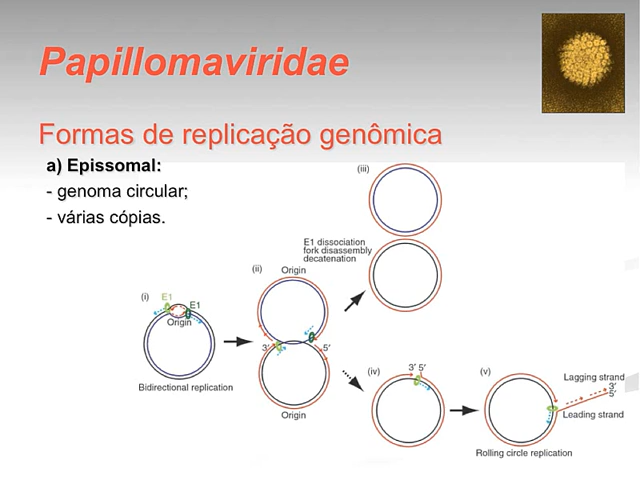 Papillomaviridae
Formas de replicação genômica
a) Epissomal:
- genoma circular;
- várias cópias.
(iii)
E1 dissociation
fork disassembly
decatenation
(ii)
Origin
(i)
E1
E1
Origin
3′
5′
Bidirectional replication
Origin
(iv)
3′ 5′
(v)
Lagging strand
3′
5′
Leading strand
Rolling circle replication